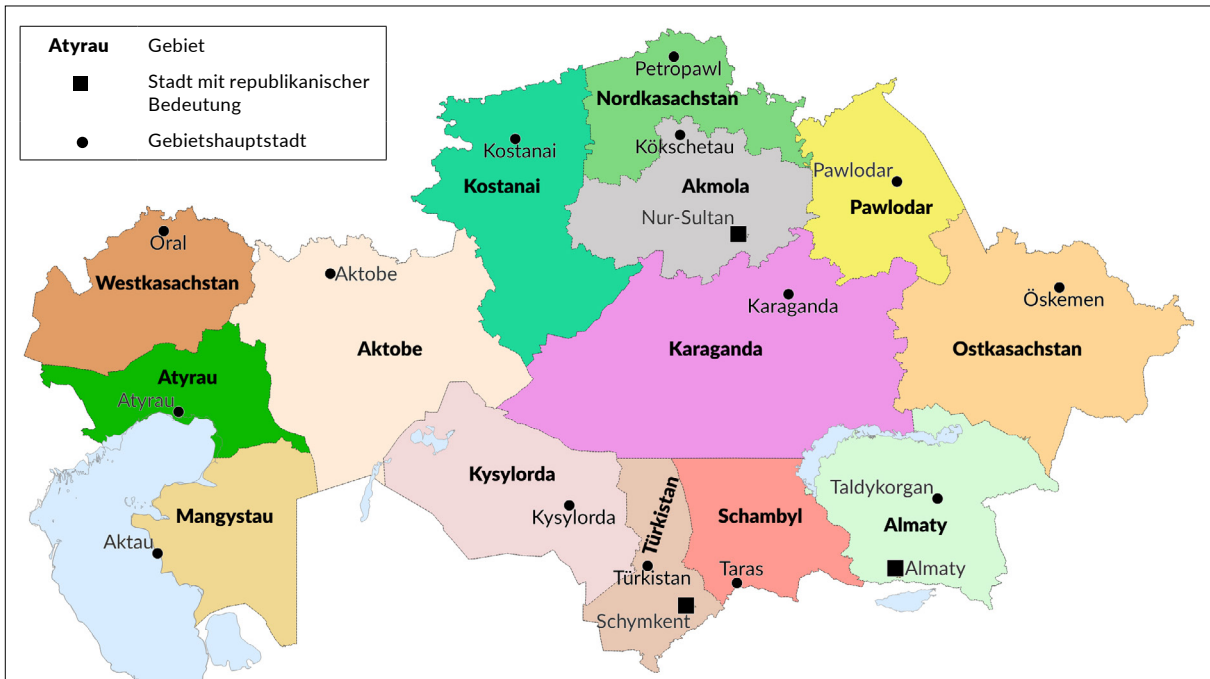 Atyrau Gebiet
Stadt mit republikanischer
Bedeutung
Gebietshauptstadt
Petropawl
Nordkasachstan
Kostanai
Kökschetau
Kostanai
Akmola
Pawlodar
Pawlodar
Nur-Sultan
Oral
Westkasachstan
Aktobe
Karaganda
Öskemen
Aktobe
Karaganda
Ostkasachstan
Atyrau
Atyrau
Kysylorda
Türkistan
Taldykorgan
Mangystau
Kysylorda
Schambyl
Almaty
Aktau
Türkistan
Taras
Almaty
Schymkent